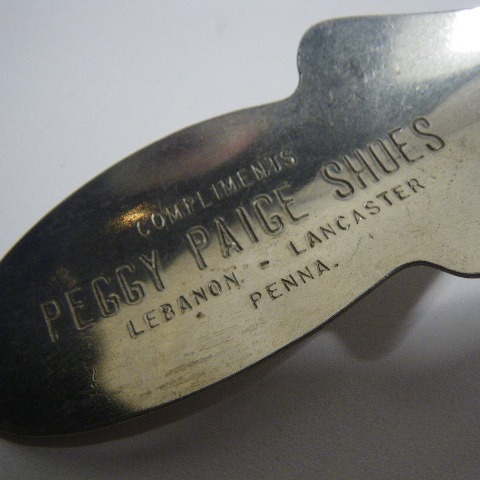 COMPLIMENTS
PEGGY PAIGE SHOES
LEBANON - LANCASTER
PENNA.